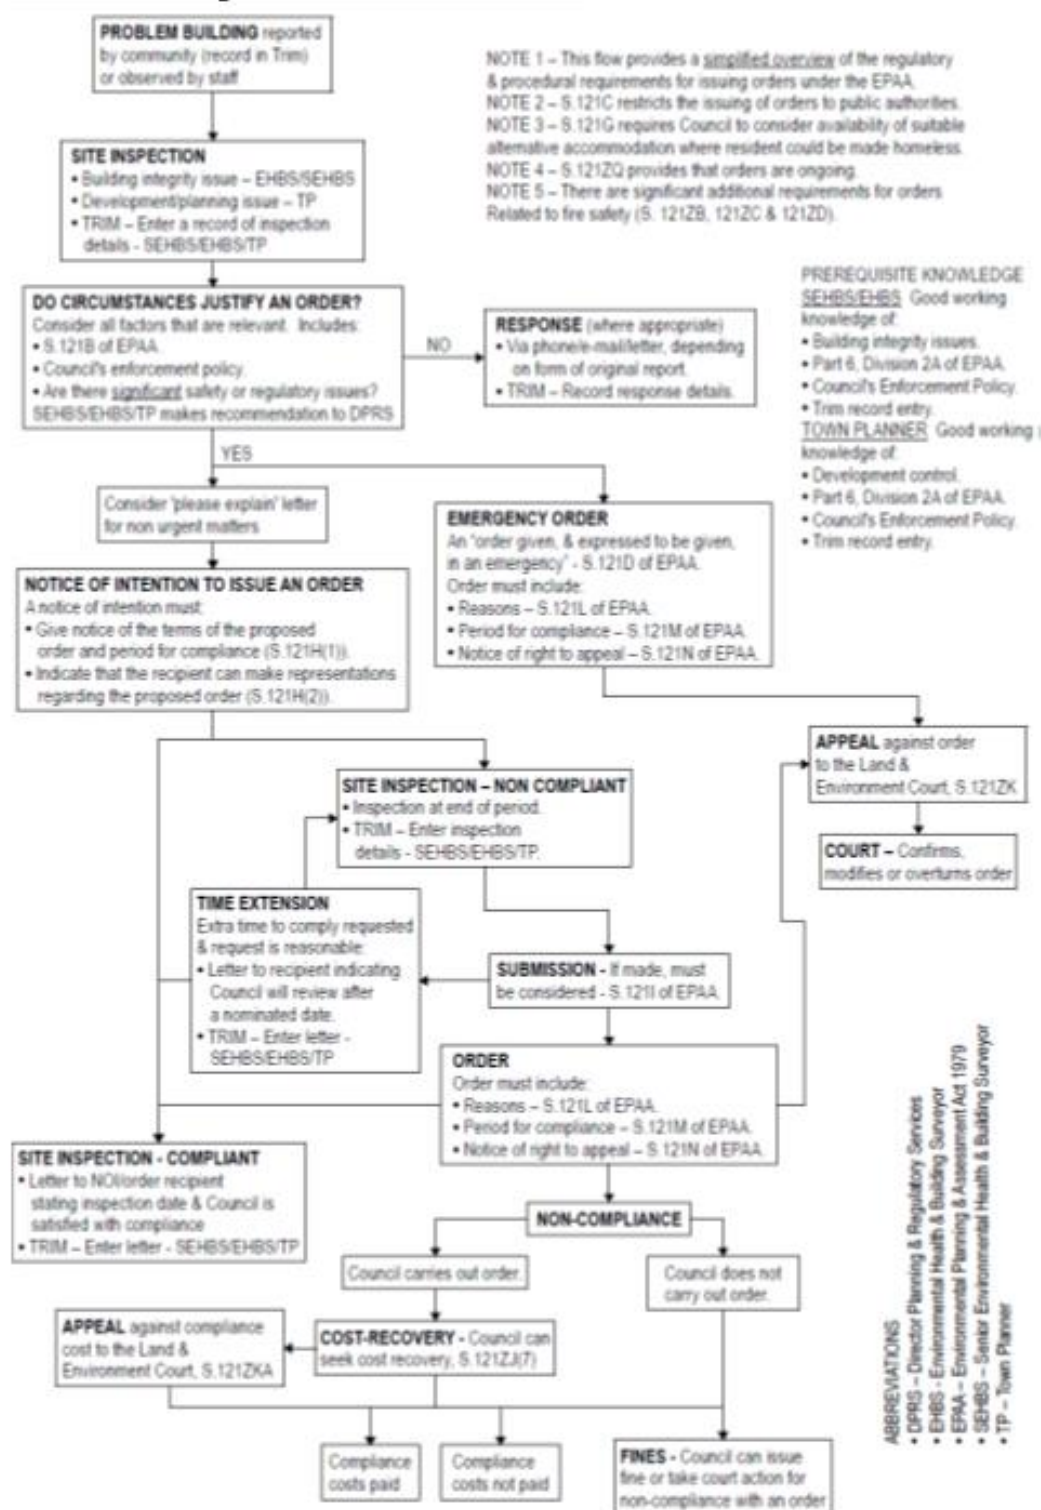 PROBLEM BUILDING reported
by community (record in Trim)
or observed by staff
NOTE 1 – This flow provides a simplified overview of the regulatory
& procedural requirements for issuing orders under the EPAA.
NOTE 2 – S.121C restricts the issuing of orders to public authorities.
NOTE 3 – S.121G requires Council to consider availability of suitable
alternative accommodation where resident could be made homeless.
NOTE 4 – S.121ZQ provides that orders are ongoing.
NOTE 5 – There are significant additional requirements for orders
Related to fire safety (S. 121ZB, 121ZC & 121ZD).
SITE INSPECTION
• Building integrity issue – EHBS/SEHBS
• Development/planning issue – TP
• TRIM – Enter a record of inspection
details - SEHBS/EHBS/TP
PREREQUISITE KNOWLEDGE
SEHBS/EHBS Good working
knowledge of:
• Building integrity issues.
• Part 6, Division 2A of EPAA.
• Council's Enforcement Policy.
• Trim record entry.
TOWN PLANNER Good working
knowledge of:
• Development control.
• Part 6, Division 2A of EPAA.
• Council's Enforcement Policy.
• Trim record entry.
DO CIRCUMSTANCES JUSTIFY AN ORDER?
Consider all factors that are relevant. Includes:
• S.121B of EPAA.
• Council's enforcement policy.
• Are there significant safety or regulatory issues?
SEHBS/EHBS/TP makes recommendation to DPRS
NO
RESPONSE (where appropriate)
• Via phone/e-mail/letter, depending
on form of original report.
• TRIM – Record response details.
YES
Consider 'please explain' letter
for non urgent matters
EMERGENCY ORDER
An "order given, & expressed to be given,
in an emergency" - S.121D of EPAA.
Order must include:
• Reasons – S.121L of EPAA.
• Period for compliance – S.121M of EPAA
• Notice of right to appeal – S.121N of EPAA.
NOTICE OF INTENTION TO ISSUE AN ORDER
A notice of intention must:
• Give notice of the terms of the proposed
order and period for compliance (S.121H(1)).
• Indicate that the recipient can make representations
regarding the proposed order (S.121H(2)).
APPEAL against order
to the Land &
Environment Court, S.121ZK
COURT – Confirms,
modifies or overturns order
SITE INSPECTION – NON COMPLIANT
• Inspection at end of period.
• TRIM – Enter inspection
details - SEHBS/EHBS/TP.
TIME EXTENSION
Extra time to comply requested
& request is reasonable:
• Letter to recipient indicating
Council will review after
a nominated date.
• TRIM – Enter letter -
SEHBS/EHBS/TP
SUBMISSION - If made, must
be considered - S.121I of EPAA
ORDER
Order must include:
• Reasons – S.121L of EPAA.
• Period for compliance – S.121M of EPAA.
• Notice of right to appeal – S.121N of EPAA.
SITE INSPECTION - COMPLIANT
• Letter to NOI/order recipient
stating inspection date & Council is
satisfied with compliance
• TRIM – Enter letter - SEHBS/EHBS/TP
NON-COMPLIANCE
Council carries out order.
Council does not
carry out order.
APPEAL against compliance
cost to the Land &
Environment Court, S.121ZKA
COST-RECOVERY - Council can
seek cost recovery, S.121ZJ(7)
Compliance
costs paid
Compliance
costs not paid
FINES - Council can issue
fine or take court action for
non-compliance with an order
ABBREVIATIONS
• DPRS – Director Planning & Regulatory Services
• EHBS - Environmental Health & Building Surveyor
• EPAA – Environmental Planning & Assessment Act 1979
• SEHBS – Senior Environmental Health & Building Surveyor
• TP – Town Planner